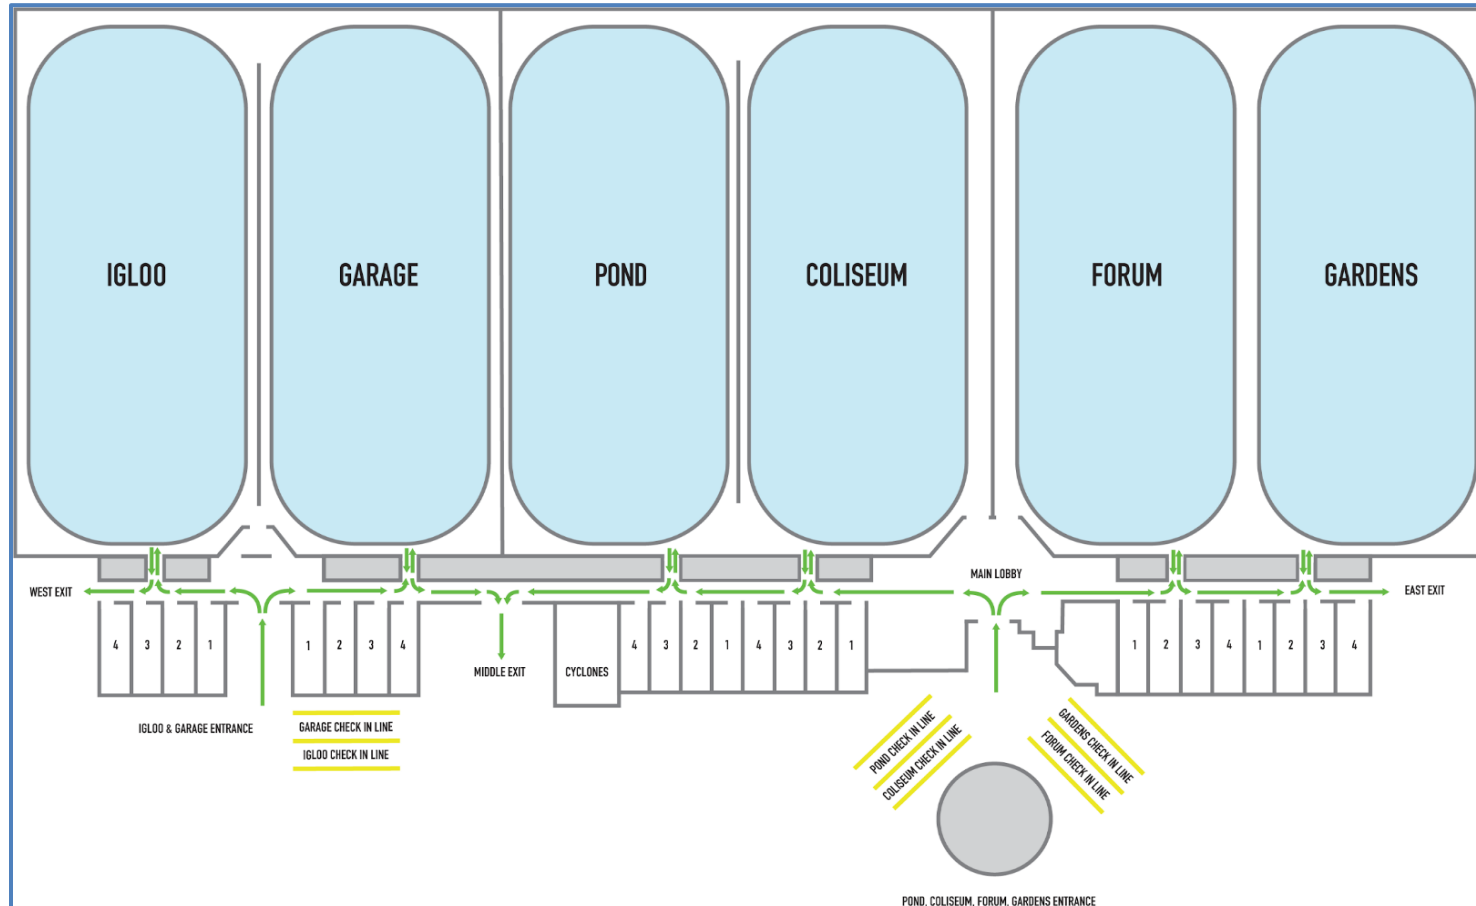 IGLOO
GARAGE
POND
COLISEUM
FORUM
GARDENS
MAIN LOBBY
WEST EXIT
EAST EXIT
4 3 2 1
1 2 3 4
MIDDLE EXIT
CYCLONES
4 3 2 1 4 3 2 1
1 2 3 4 1 2 3 4
IGLOO & GARAGE ENTRANCE
GARAGE CHECK IN LINE
IGLOO CHECK IN LINE
POND CHECK IN LINE
COLISEUM CHECK IN LINE
GARDENS CHECK IN LINE
FORUM CHECK IN LINE
POND, COLISEUM, FORUM, GARDENS ENTRANCE